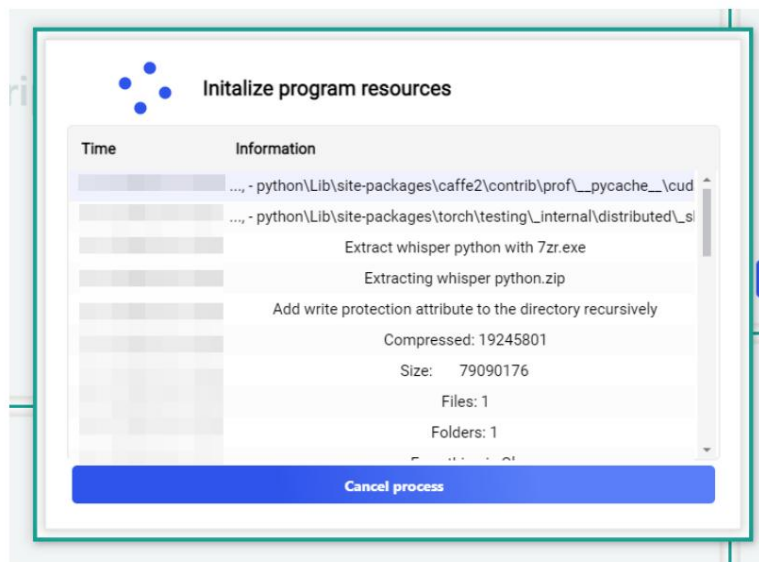 Initalize program resources
Time Information
..., - python\Lib\site-packages\caffe2\contrib\prof\__pycache__\cud
..., - python\Lib\site-packages\torch\testing\_internal\distributed\_sl
Extract whisper python with 7zr.exe
Extracting whisper python.zip
Add write protection attribute to the directory recursively
Compressed: 19245801
Size: 79090176
Files: 1
Folders: 1
Cancel process